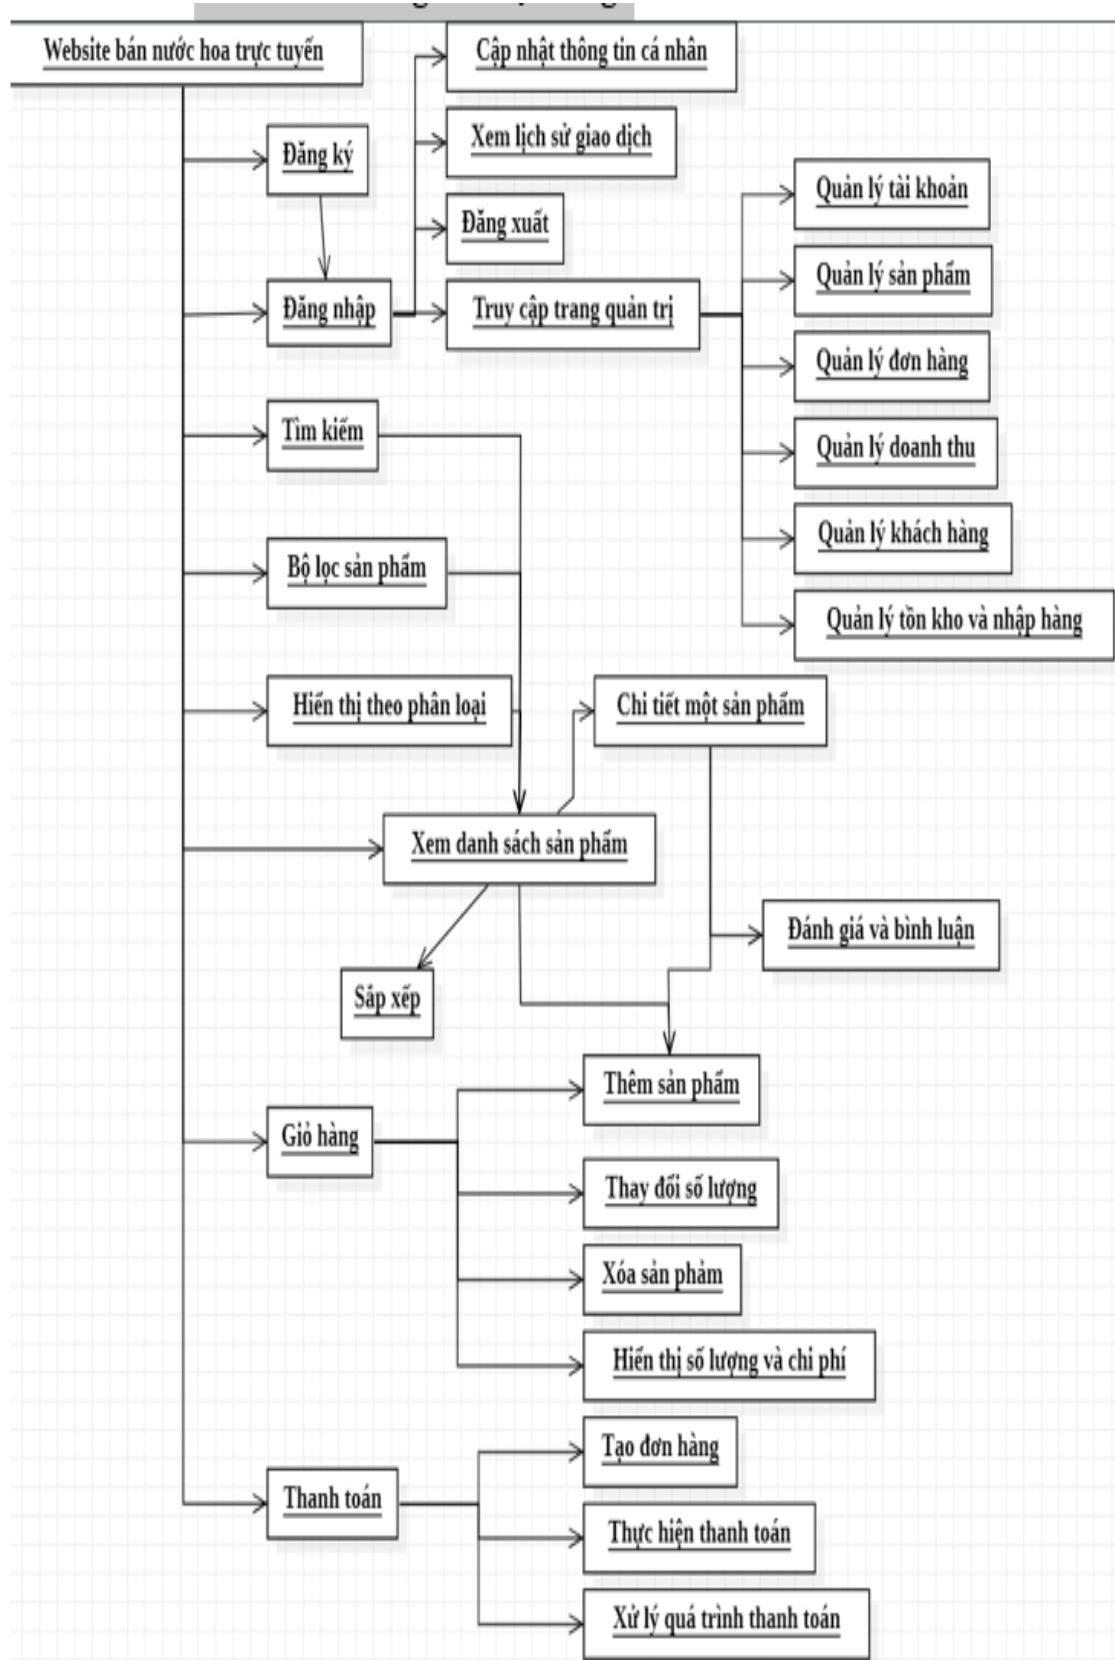 Website bán nước hoa trực tuyến
Cập nhật thông tin cá nhân
Xem lịch sử giao dịch
Đăng ký
Quản lý tài khoản
Đăng xuất
Quản lý sản phẩm
Đăng nhập
Truy cập trang quản trị
Quản lý đơn hàng
Tìm kiếm
Quản lý doanh thu
Quản lý khách hàng
Bộ lọc sản phẩm
Quản lý tồn kho và nhập hàng
Hiển thị theo phân loại
Chi tiết một sản phẩm
Xem danh sách sản phẩm
Đánh giá và bình luận
Sắp xếp
Thêm sản phẩm
Giỏ hàng
Thay đổi số lượng
Xóa sản phảm
Hiển thị số lượng và chi phí
Tạo đơn hàng
Thanh toán
Thực hiện thanh toán
Xử lý quá trình thanh toán